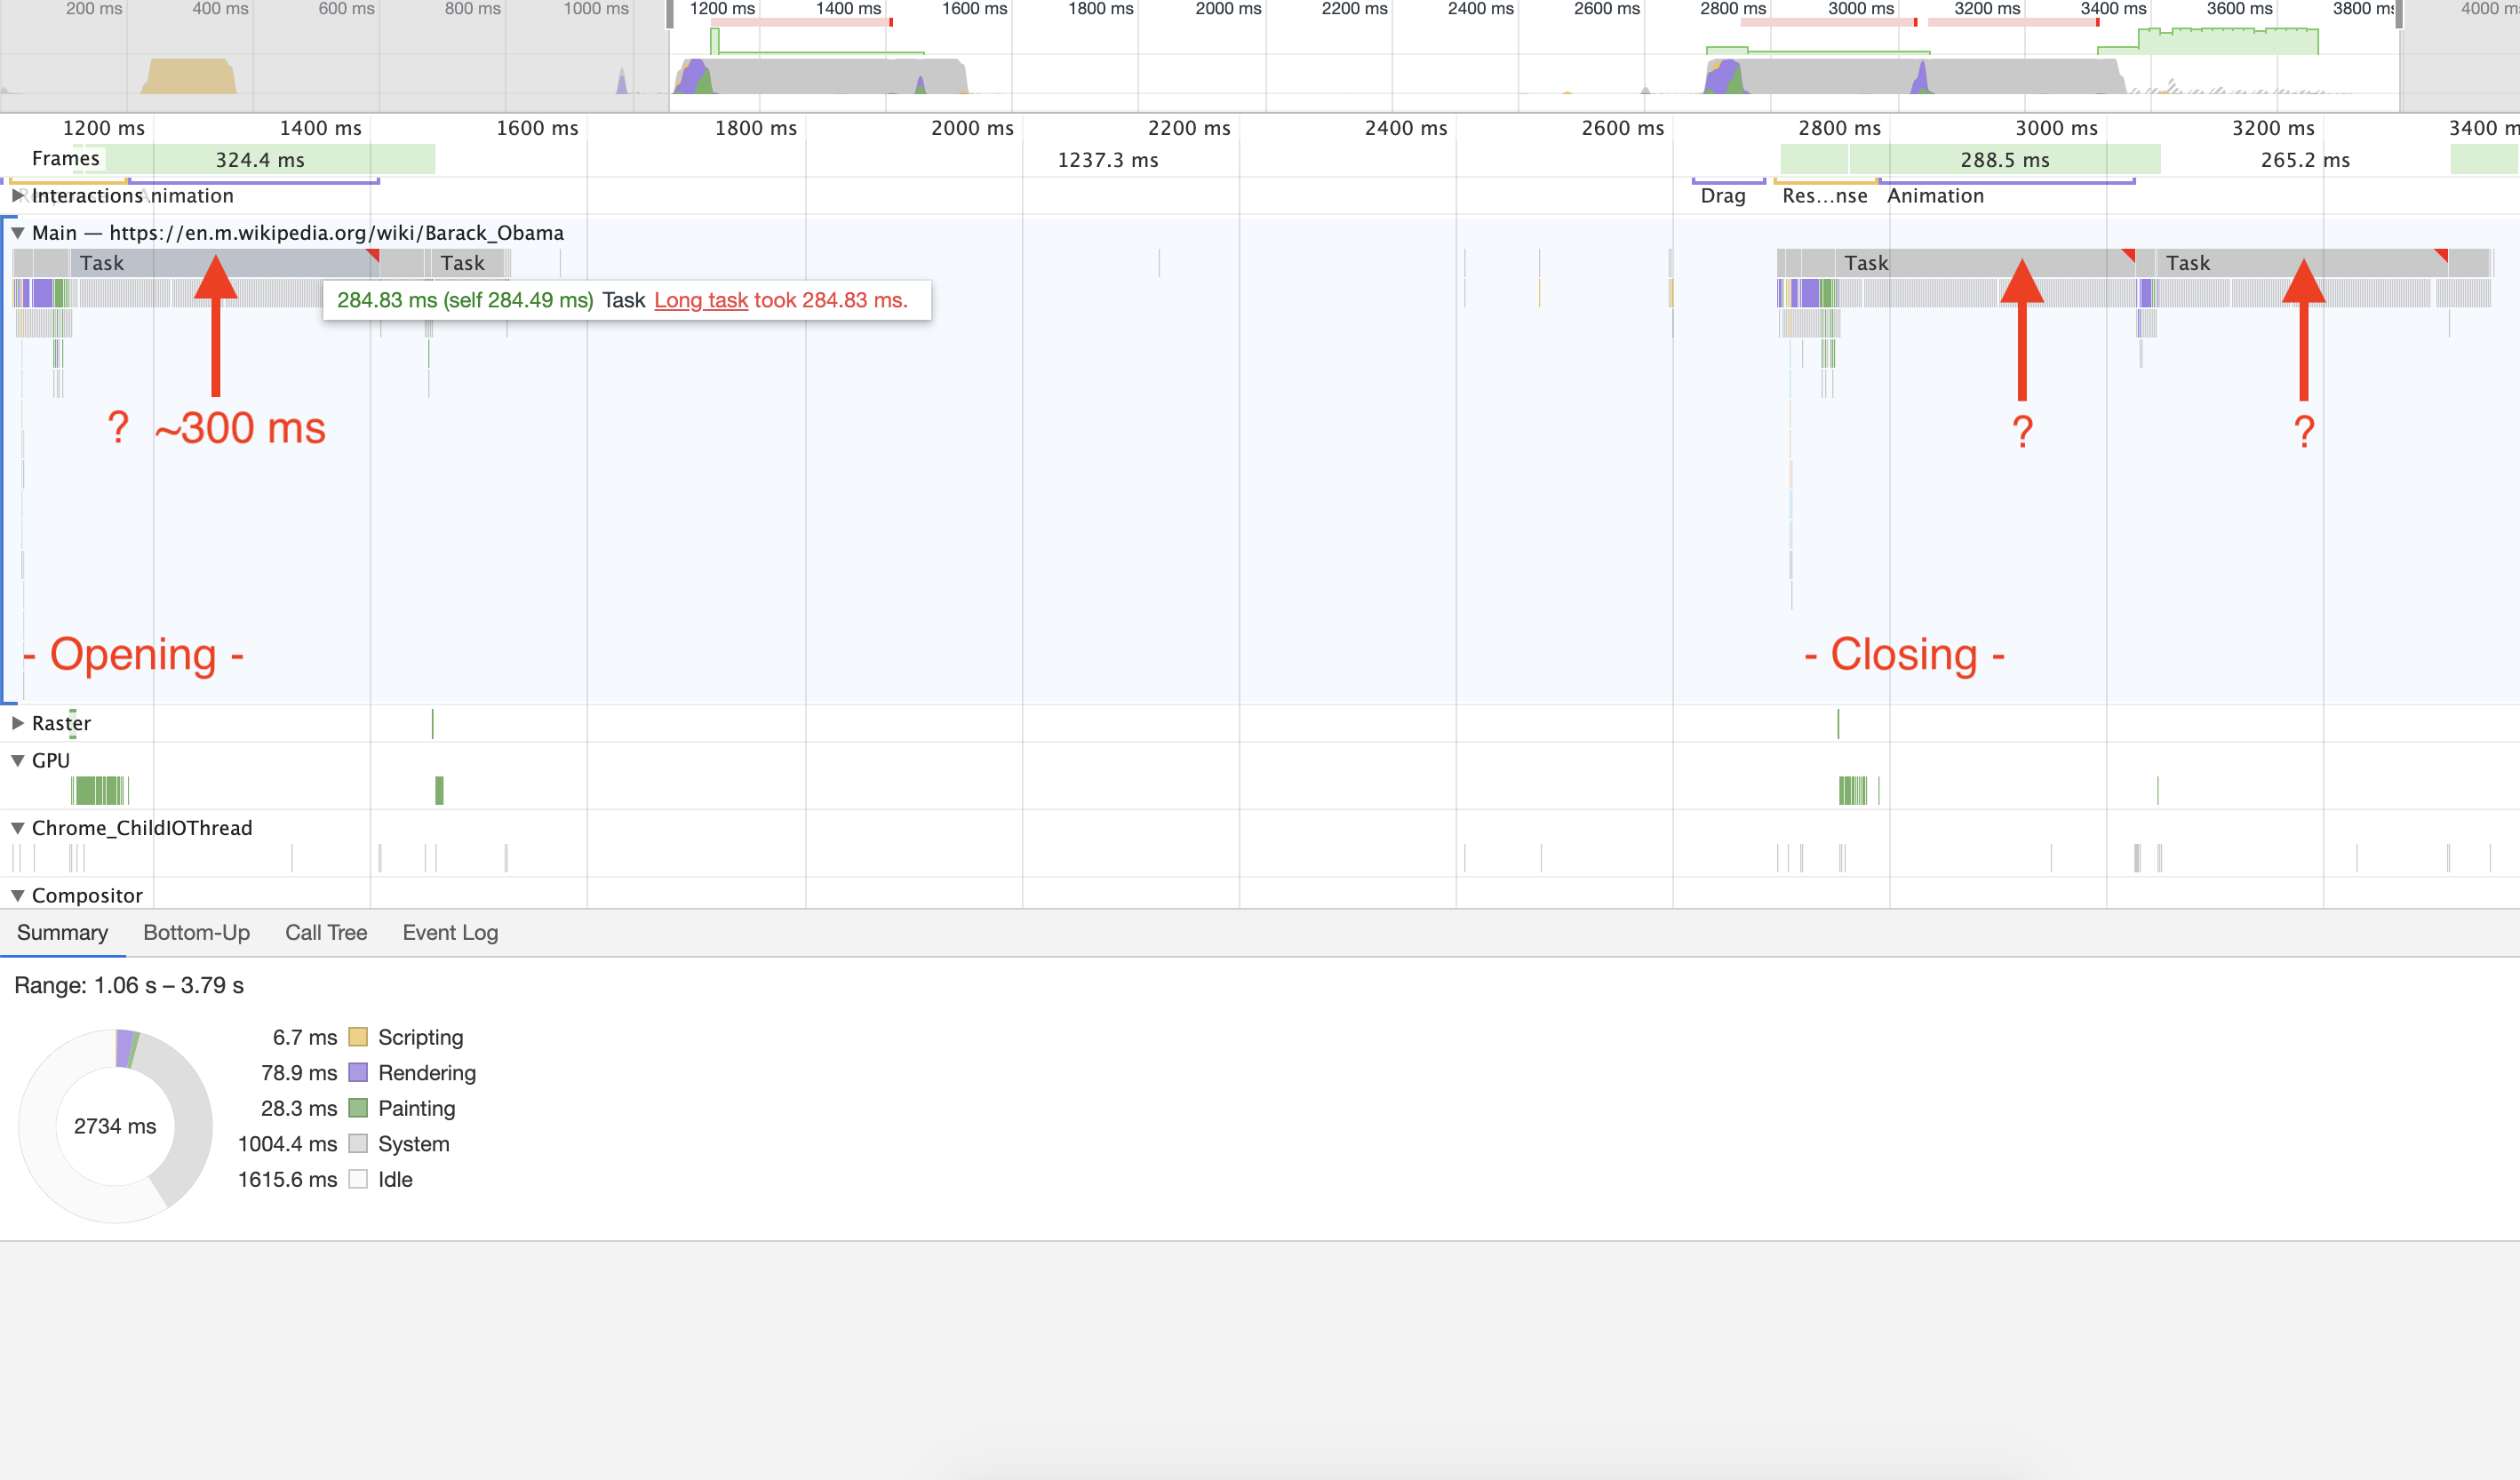 200 ms 400 ms 600 ms 800 ms 1000 ms 1200 ms 1400 ms 1600 ms 1800 ms 2000 ms 2200 ms 2400 ms 2600 ms 2800 ms 3000 ms 3200 ms 3400 ms 3600 ms 3800 ms 4000 m
1200 ms 1400 ms 1600 ms 1800 ms 2000 ms 2200 ms 2400 ms 2600 ms 2800 ms 3000 ms 3200 ms 3400 m
Frames 324.4 ms 1237.3 ms 288.5 ms 265.2 ms
Interactions nimation Drag Res...nse Animation
Main — https://en.m.wikipedia.org/wiki/Barack_Obama
Task Task Task Task
284.83 ms (self 284.49 ms) Task Long task took 284.83 ms.
? ~300 ms ? ?
- Opening - - Closing -
Raster
GPU
Chrome_ChildIOThread
Compositor
Summary Bottom-Up Call Tree Event Log
Range: 1.06 s – 3.79 s
6.7 ms Scripting
78.9 ms Rendering
28.3 ms Painting
2734 ms
1004.4 ms System
1615.6 ms Idle